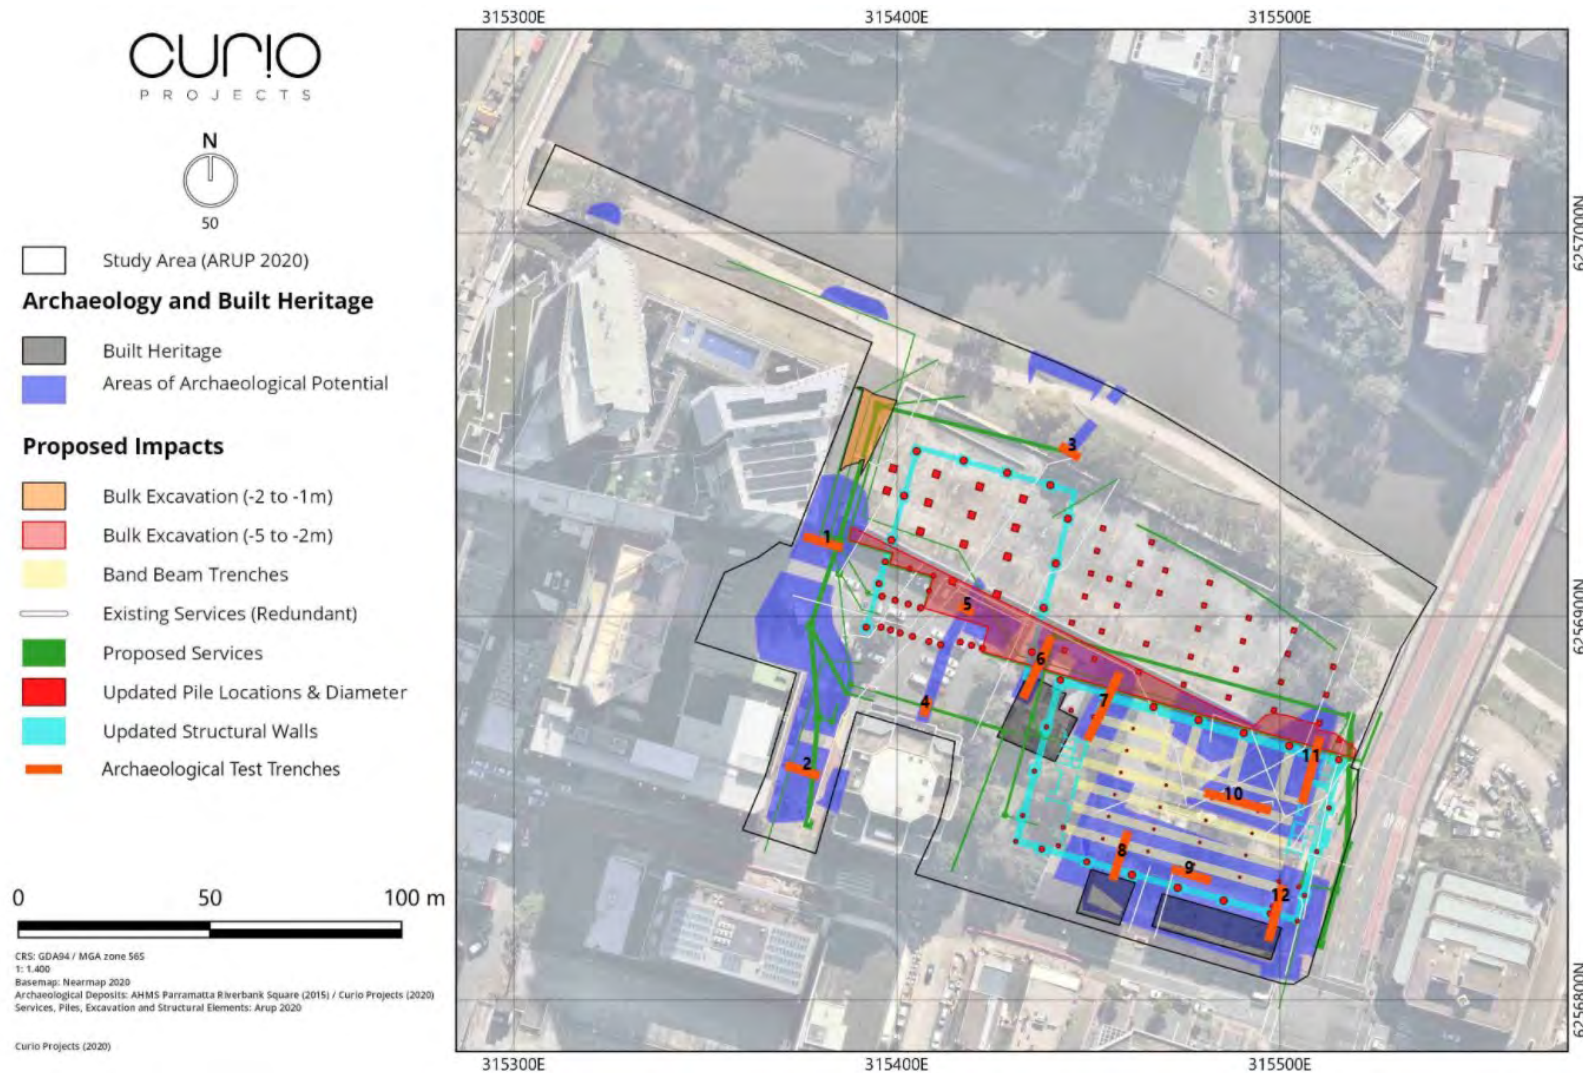 CURIO
PROJECTS
N
50
Study Area (ARUP 2020)
Archaeology and Built Heritage
Built Heritage
Areas of Archaeological Potential
Proposed Impacts
Bulk Excavation (-2 to -1m)
Bulk Excavation (-5 to -2m)
Band Beam Trenches
Existing Services (Redundant)
Proposed Services
Updated Pile Locations & Diameter
Updated Structural Walls
Archaeological Test Trenches
0 50 100 m
CRS: GDA94 / MGA zone 56S
1: 1.400
Basemap: Nearmap 2020
Archaeological Deposits: AHMS Parramatta Riverbank Square (2015) / Curio Projects (2020)
Services, Piles, Excavation and Structural Elements: Arup 2020
Curio Projects (2020)
315300E 315400E 315500E
6257000N
6256900N
6256800N
3
1
5
6
4
7
2
11
10
8
9
12
315300E 315400E 315500E